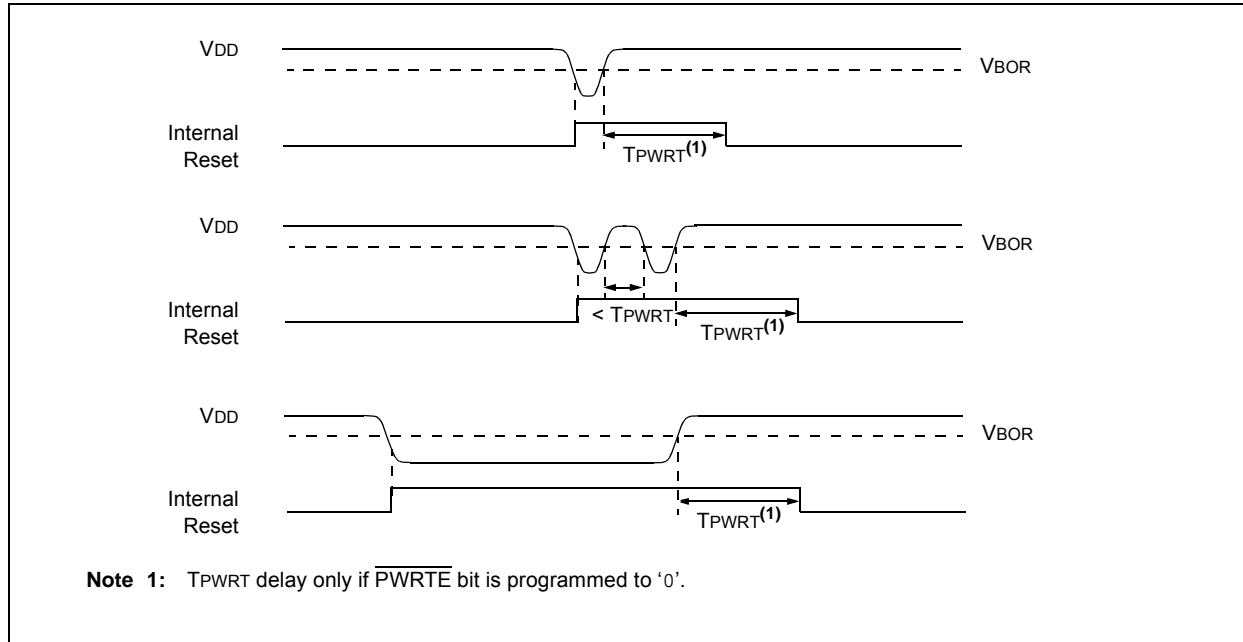 VDD
VBOR
Internal
Reset
TPWRT(1)
VDD
VBOR
Internal
Reset
< TPWRT
TPWRT(1)
VDD
VBOR
Internal
Reset
TPWRT(1)
Note 1: TPWRT delay only if PWRTE bit is programmed to ‘0’.